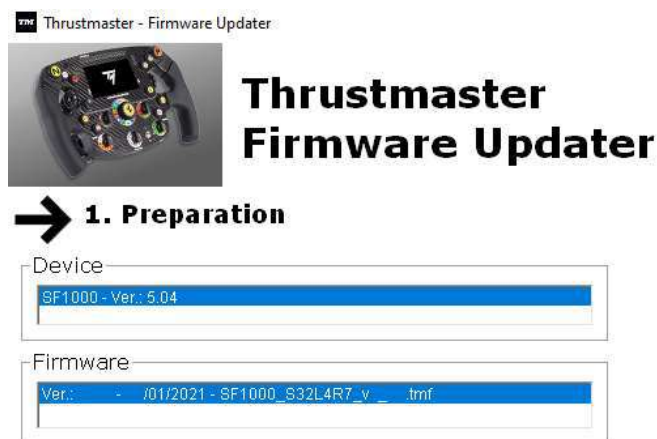 Thrustmaster - Firmware Updater
Thrustmaster
Firmware Updater
1. Preparation
Device
SF1000 - Ver.: 5.04
Firmware
Ver.: - /01/2021 - SF1000_S32L4R7_v _ .tmf